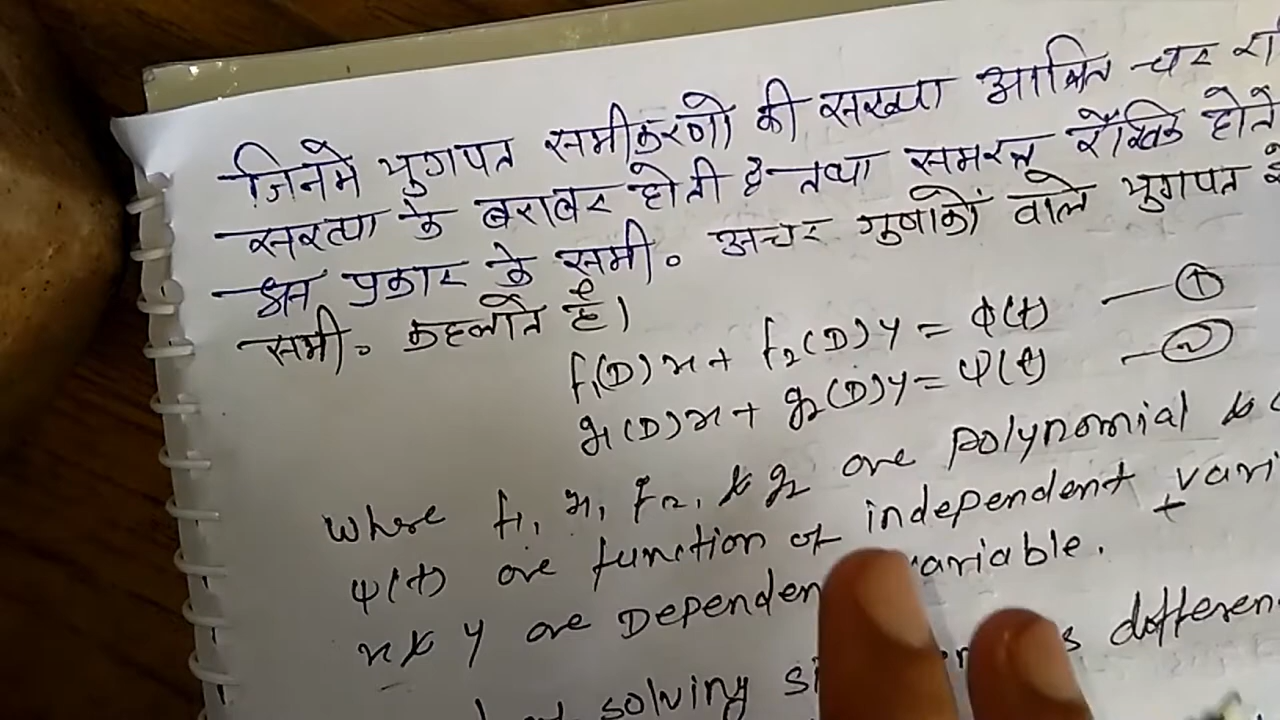 जिनमे युगपत समीकरणो की सख्या आश्रित चर
सख्या के बराबर होती है तथा समस्त रैखिक होते
इस प्रकार के समी० अचर गुणाकों वाले युगपत
समी० कहलाते है।
f₁(D)x + f₂(D)y = ϕ(t) — ①
g₁(D)x + g₂(D)y = ψ(t) — ②
where f₁, g₁, f₂, & g₂ are polynomial &
ψ(t) are function of independent t
x & y are Dependen variable.
solving